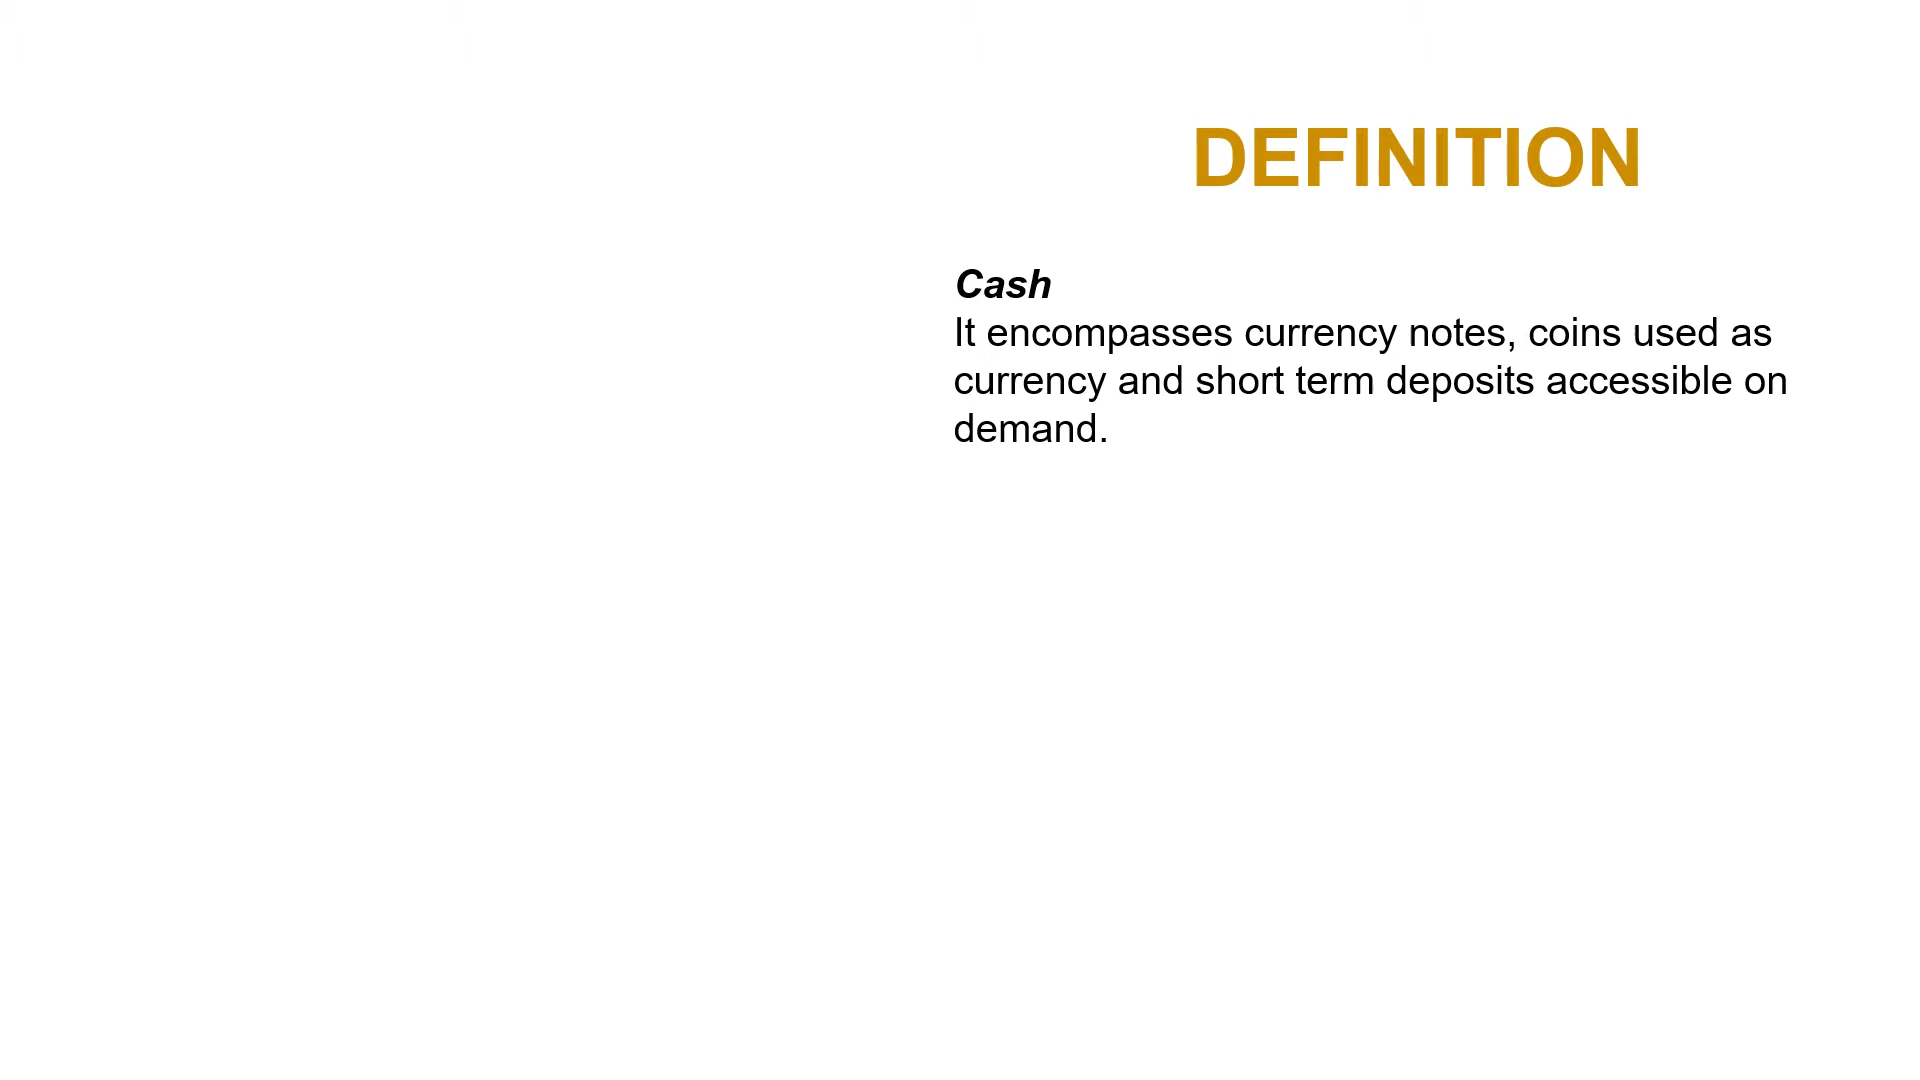 DEFINITION
Cash
It encompasses currency notes, coins used as
currency and short term deposits accessible on
demand.